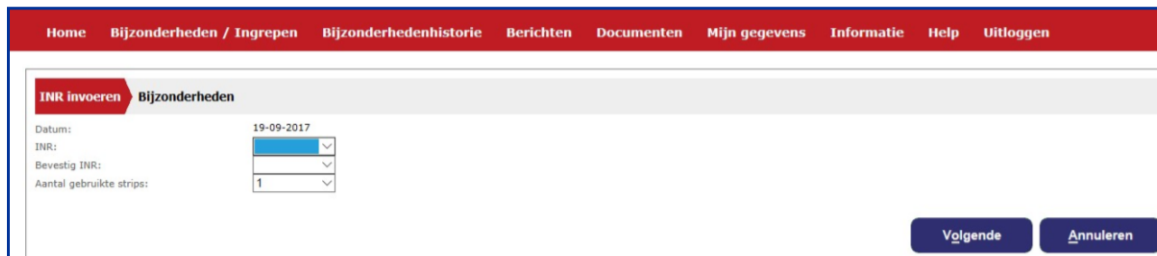 Home Bijzonderheden / Ingrepen Bijzonderhedenhistorie Berichten Documenten Mijn gegevens Informatie Help Uitloggen
INR invoeren Bijzonderheden
Datum: 19-09-2017
INR:
Bevestig INR:
Aantal gebruikte strips: 1
Volgende Annuleren